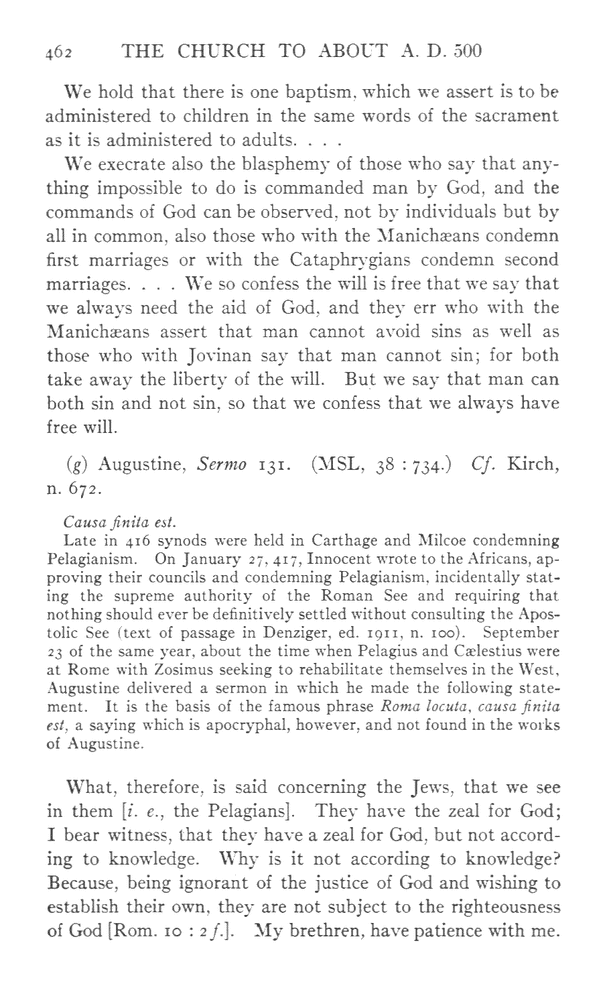 462 THE CHURCH TO ABOUT A. D. 500
We hold that there is one baptism, which we assert is to be
administered to children in the same words of the sacrament
as it is administered to adults. . . .
We execrate also the blasphemy of those who say that any-
thing impossible to do is commanded man by God, and the
commands of God can be observed, not by individuals but by
all in common, also those who with the Manichæans condemn
first marriages or with the Cataphrygians condemn second
marriages. . . . We so confess the will is free that we say that
we always need the aid of God, and they err who with the
Manichæans assert that man cannot avoid sins as well as
those who with Jovinan say that man cannot sin; for both
take away the liberty of the will. But we say that man can
both sin and not sin, so that we confess that we always have
free will.
(g) Augustine, Sermo 131. (MSL, 38 : 734.) Cf. Kirch,
n. 672.
Causa finita est.
Late in 416 synods were held in Carthage and Milcoe condemning
Pelagianism. On January 27, 417, Innocent wrote to the Africans, ap-
proving their councils and condemning Pelagianism, incidentally stat-
ing the supreme authority of the Roman See and requiring that
nothing should ever be definitively settled without consulting the Apos-
tolic See (text of passage in Denziger, ed. 1911, n. 100). September
23 of the same year, about the time when Pelagius and Cælestius were
at Rome with Zosimus seeking to rehabilitate themselves in the West,
Augustine delivered a sermon in which he made the following state-
ment. It is the basis of the famous phrase Roma locuta, causa finita
est, a saying which is apocryphal, however, and not found in the works
of Augustine.
What, therefore, is said concerning the Jews, that we see
in them [i. e., the Pelagians]. They have the zeal for God;
I bear witness, that they have a zeal for God, but not accord-
ing to knowledge. Why is it not according to knowledge?
Because, being ignorant of the justice of God and wishing to
establish their own, they are not subject to the righteousness
of God [Rom. 10 : 2 f.]. My brethren, have patience with me.